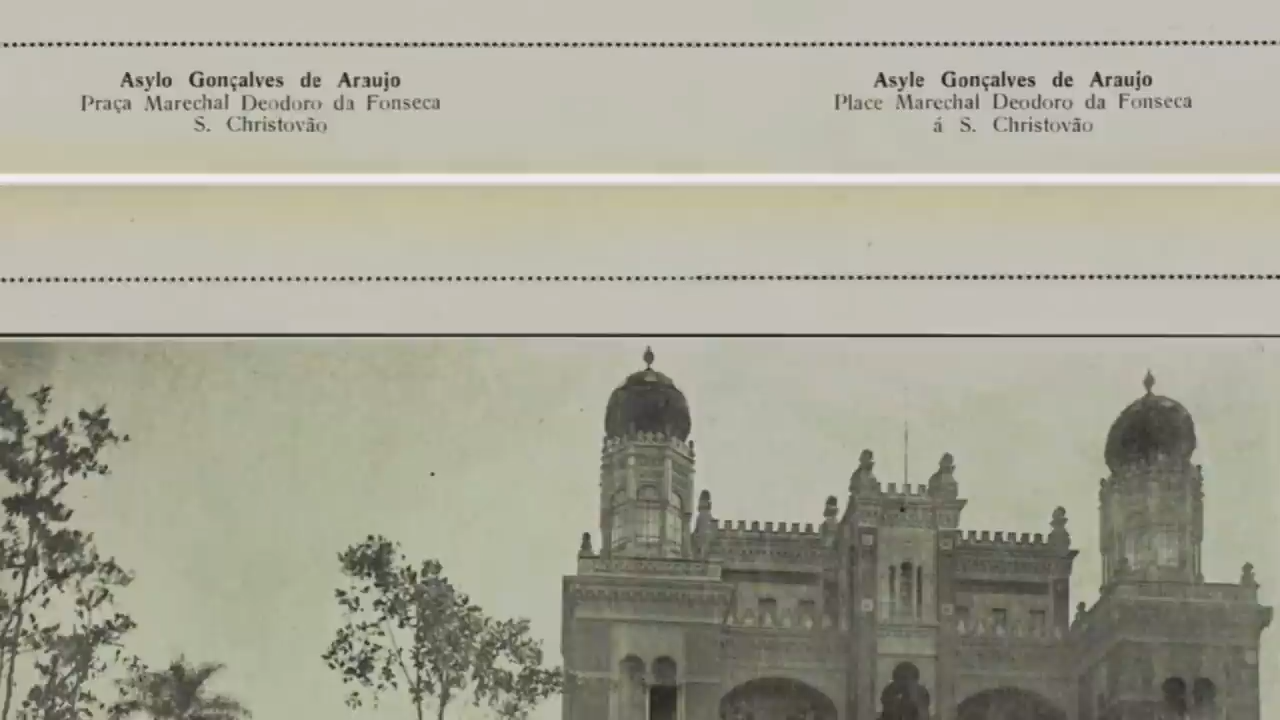 Asylo Gonçalves de Araujo
Praça Marechal Deodoro da Fonseca
S. Christovão
Asyle Gonçalves de Araujo
Place Marechal Deodoro da Fonseca
á S. Christovão